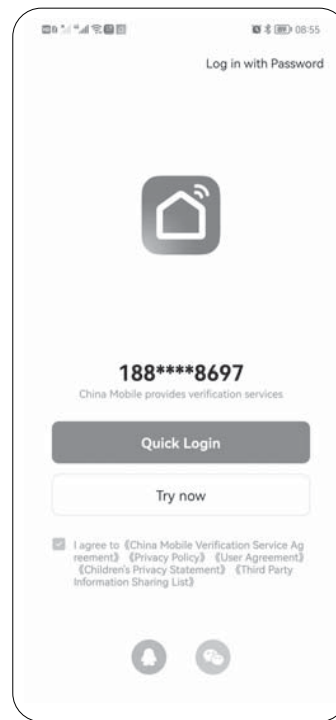 08:55
Log in with Password
188****8697
China Mobile provides verification services
Quick Login
Try now
I agree to 《China Mobile Verification Service Ag
reement》 《Privacy Policy》 《User Agreement》
《Children's Privacy Statement》 《Third Party
Information Sharing List》